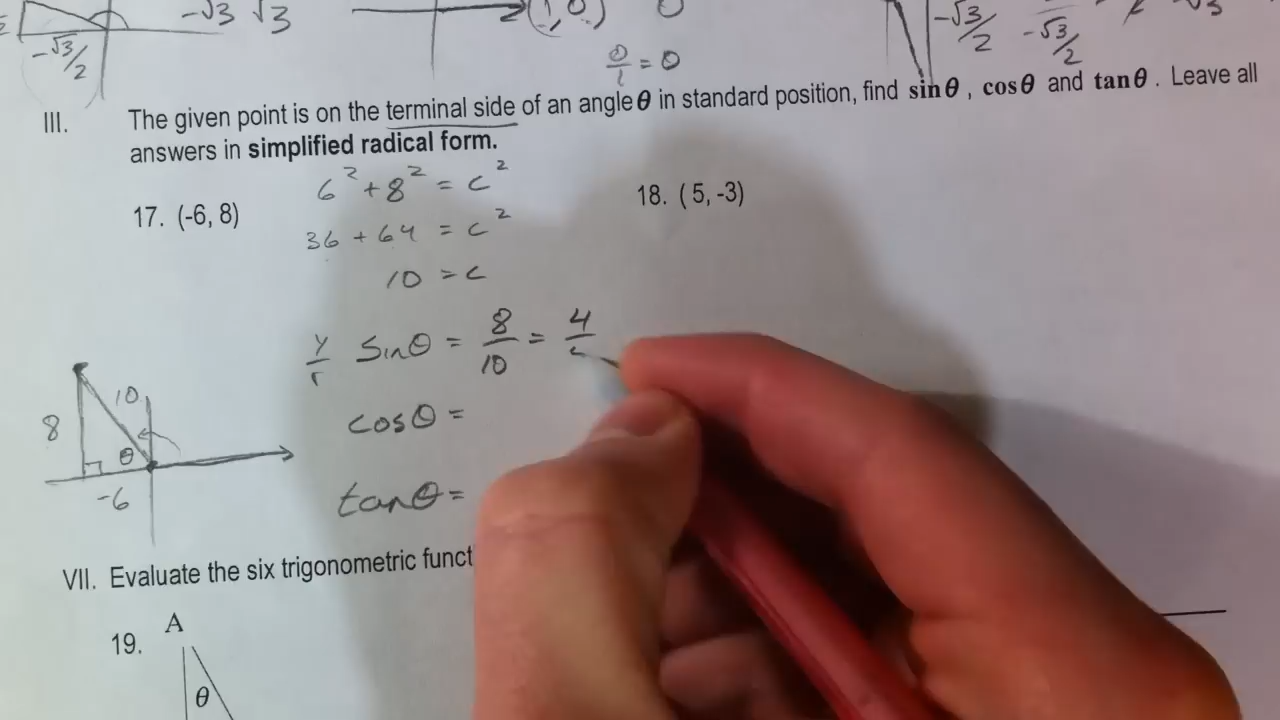 -√3 √3 (1, 0) 0
-√3/2 -√3/2 -√3/2
0/1 = 0
III. The given point is on the terminal side of an angle θ in standard position, find sin θ , cos θ and tan θ . Leave all
answers in simplified radical form.
6² + 8² = c²
17. (-6, 8) 18. ( 5, -3)
36 + 64 = c²
10 = c
y/r sinθ = 8/10 = 4/
10
8 cosθ =
θ
-6 tanθ =
VII. Evaluate the six trigonometric funct
19. A
θ